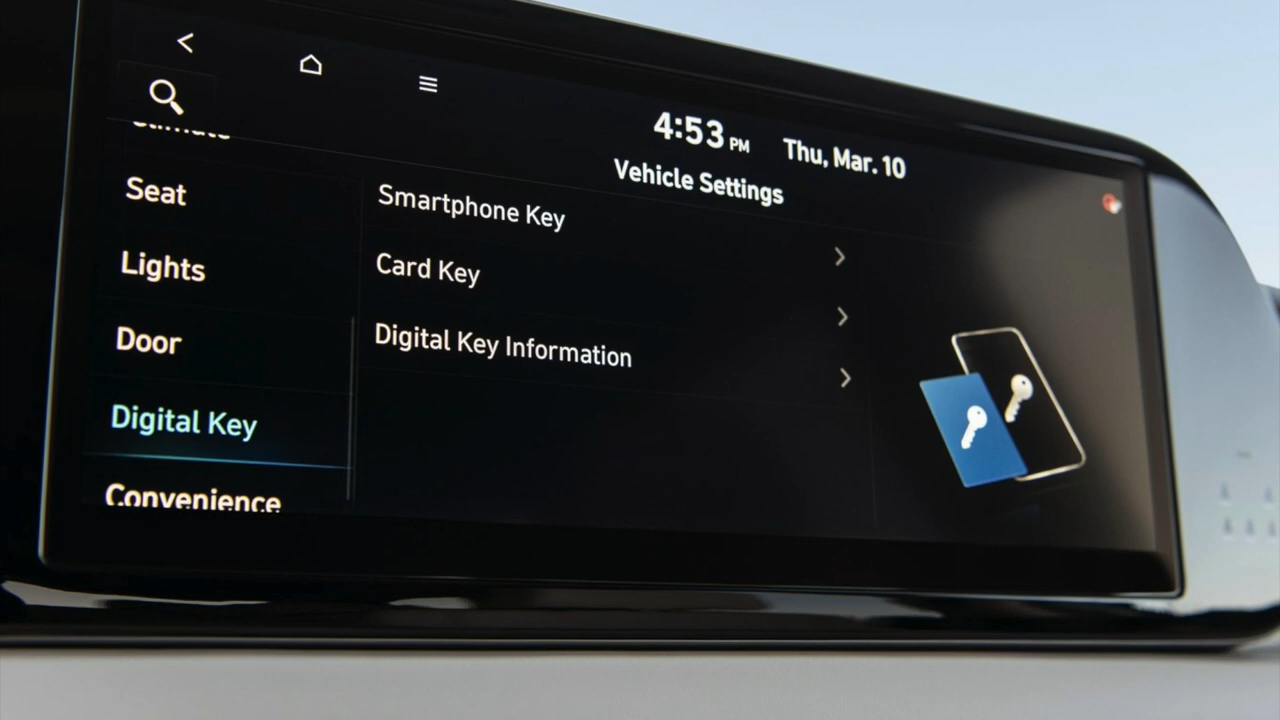 4:53 PM Thu, Mar. 10
Vehicle Settings
Seat
Lights
Door
Digital Key
Convenience
Smartphone Key
Card Key
Digital Key Information